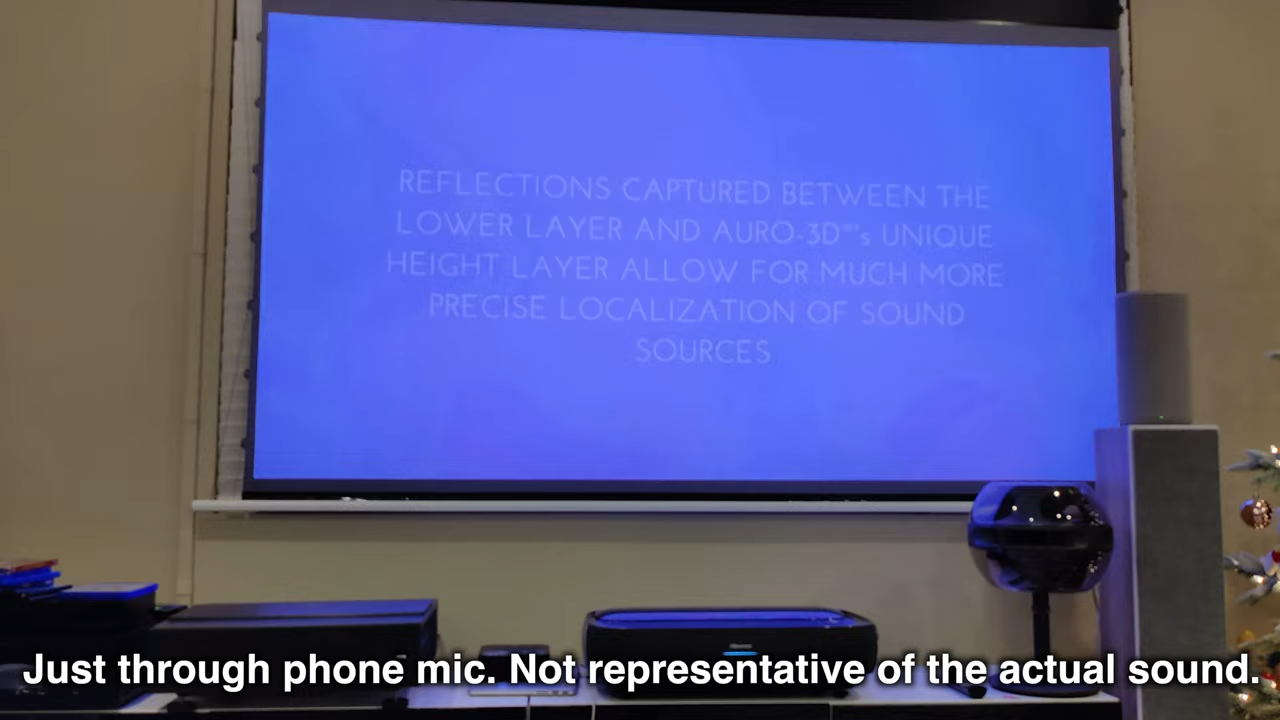 REFLECTIONS CAPTURED BETWEEN THE
LOWER LAYER AND AURO-3D™'s UNIQUE
HEIGHT LAYER ALLOW FOR MUCH MORE
PRECISE LOCALIZATION OF SOUND
SOURCES
Just through phone mic. Not representative of the actual sound.